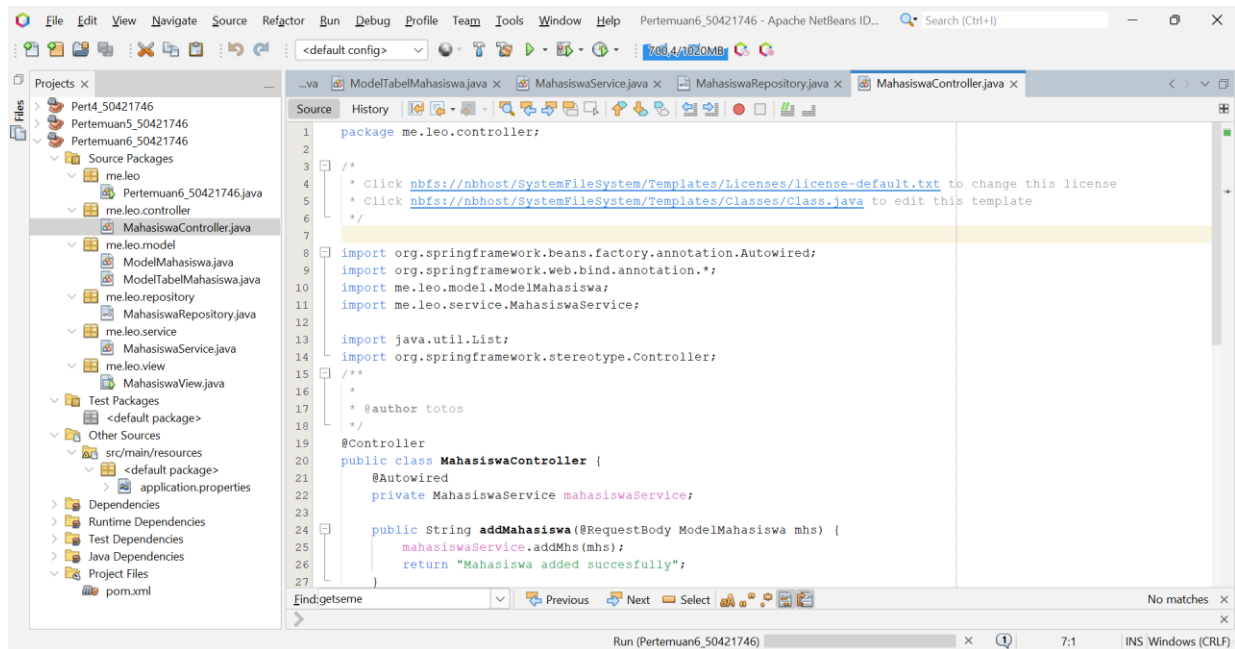 File Edit View Navigate Source Refactor Run Debug Profile Team Tools Window Help Pertemuan6_50421746 - Apache NetBeans ID... Search (Ctrl+I)
<default config> 700,4/1020MB
Projects
Files
Pert4_50421746
Pertemuan5_50421746
Pertemuan6_50421746
Source Packages
me.leo
Pertemuan6_50421746.java
me.leo.controller
MahasiswaController.java
me.leo.model
ModelMahasiswa.java
ModelTabelMahasiswa.java
me.leo.repository
MahasiswaRepository.java
me.leo.service
MahasiswaService.java
me.leo.view
MahasiswaView.java
Test Packages
<default package>
Other Sources
src/main/resources
<default package>
application.properties
Dependencies
Runtime Dependencies
Test Dependencies
Java Dependencies
Project Files
pom.xml
...va ModelTabelMahasiswa.java MahasiswaService.java MahasiswaRepository.java MahasiswaController.java
Source History
1 package me.leo.controller;
2
3 /*
4 * Click nbfs://nbhost/SystemFileSystem/Templates/Licenses/license-default.txt to change this license
5 * Click nbfs://nbhost/SystemFileSystem/Templates/Classes/Class.java to edit this template
6 */
7
8 import org.springframework.beans.factory.annotation.Autowired;
9 import org.springframework.web.bind.annotation.*;
10 import me.leo.model.ModelMahasiswa;
11 import me.leo.service.MahasiswaService;
12
13 import java.util.List;
14 import org.springframework.stereotype.Controller;
15 /**
16 *
17 * @author totos
18 */
19 @Controller
20 public class MahasiswaController {
21 @Autowired
22 private MahasiswaService mahasiswaService;
23
24 public String addMahasiswa(@RequestBody ModelMahasiswa mhs) {
25 mahasiswaService.addMhs(mhs);
26 return "Mahasiswa added succesfully";
27 }
Find:getseme Previous Next Select No matches
Run (Pertemuan6_50421746) 1 7:1 INS Windows (CRLF)